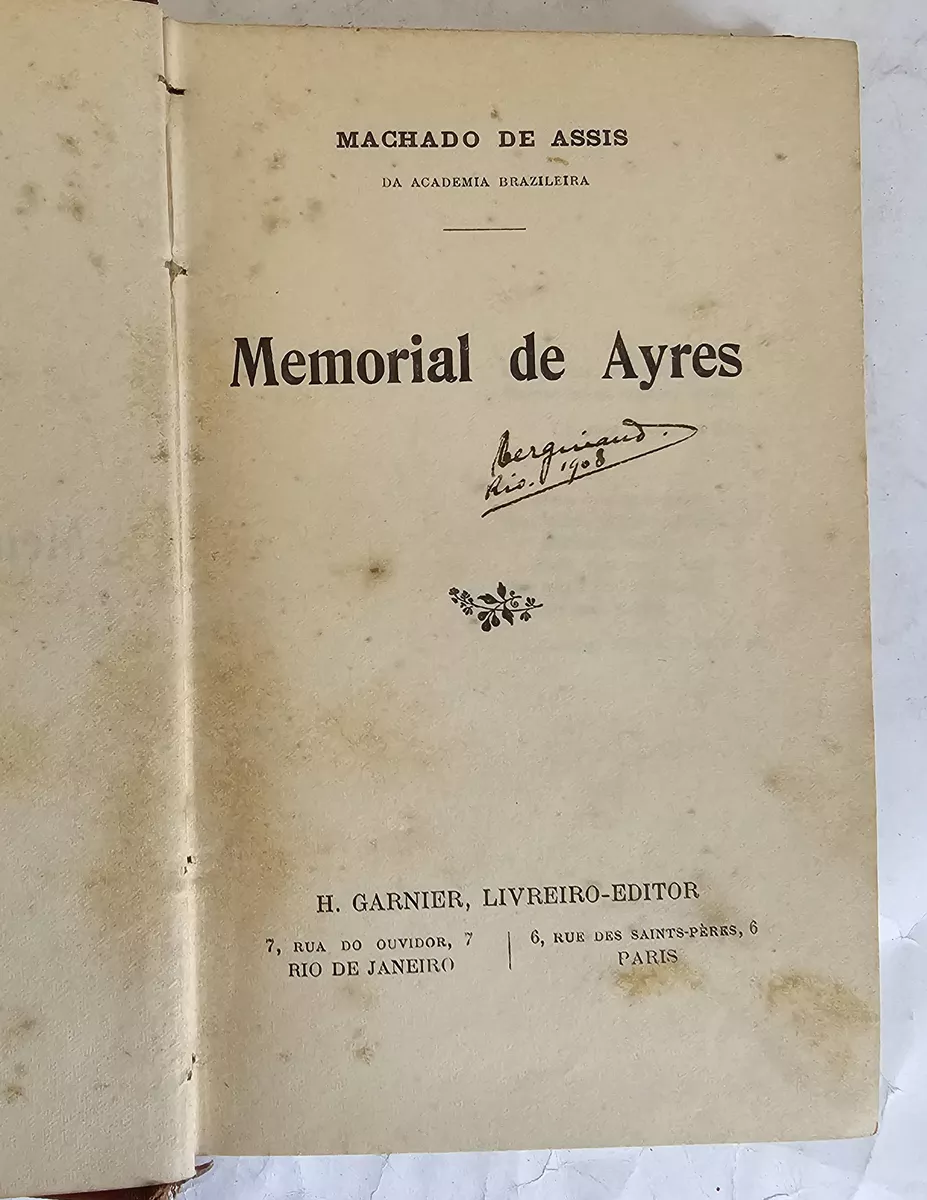 MACHADO DE ASSIS
DA ACADEMIA BRAZILEIRA
Memorial de Ayres
Rio. 1908
H. GARNIER, LIVREIRO-EDITOR
7, RUA DO OUVIDOR, 7
RIO DE JANEIRO
6, RUE DES SAINTS-PÈRES, 6
PARIS